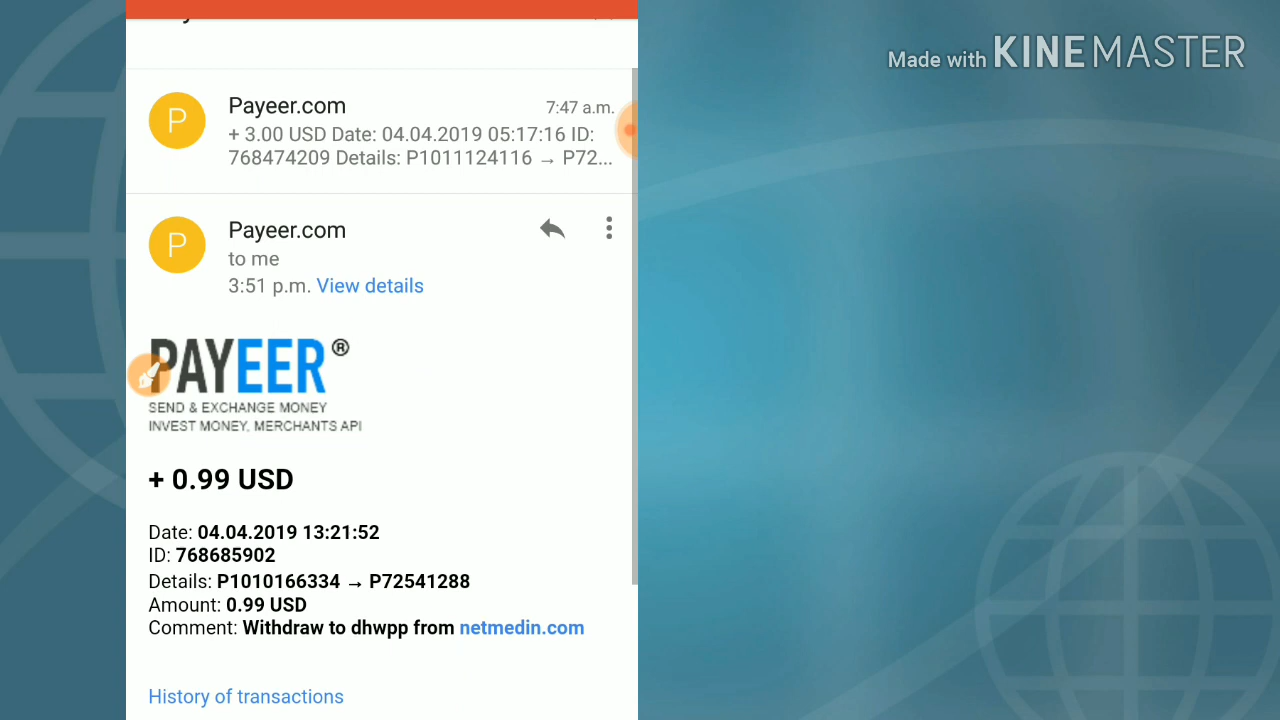 Made with KINEMASTER
P
Payeer.com
7:47 a.m.
+ 3.00 USD Date: 04.04.2019 05:17:16 ID:
768474209 Details: P1011124116 → P72...
P
Payeer.com
to me
3:51 p.m. View details
PAYEER®
SEND & EXCHANGE MONEY
INVEST MONEY, MERCHANTS API
+ 0.99 USD
Date: 04.04.2019 13:21:52
ID: 768685902
Details: P1010166334 → P72541288
Amount: 0.99 USD
Comment: Withdraw to dhwpp from netmedin.com
History of transactions